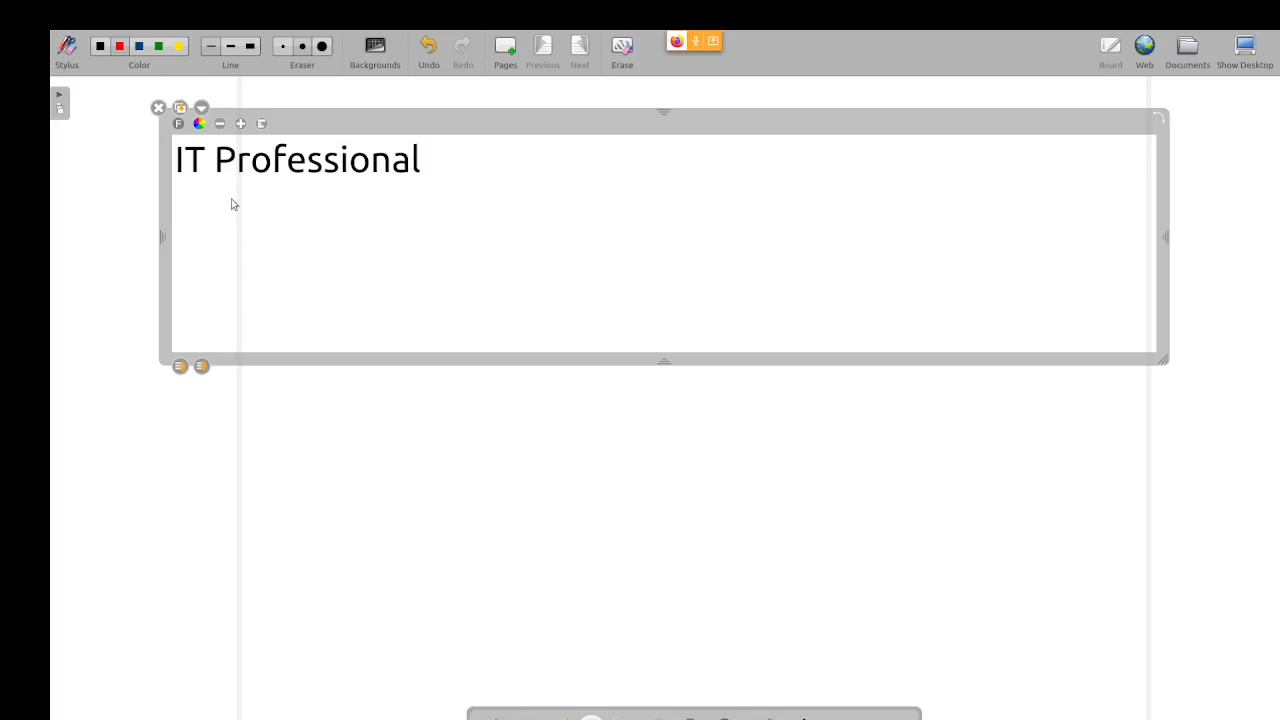 Stylus Color Line Eraser Backgrounds Undo Redo Pages Previous Next Erase Board Web Documents Show Desktop
F
IT Professional